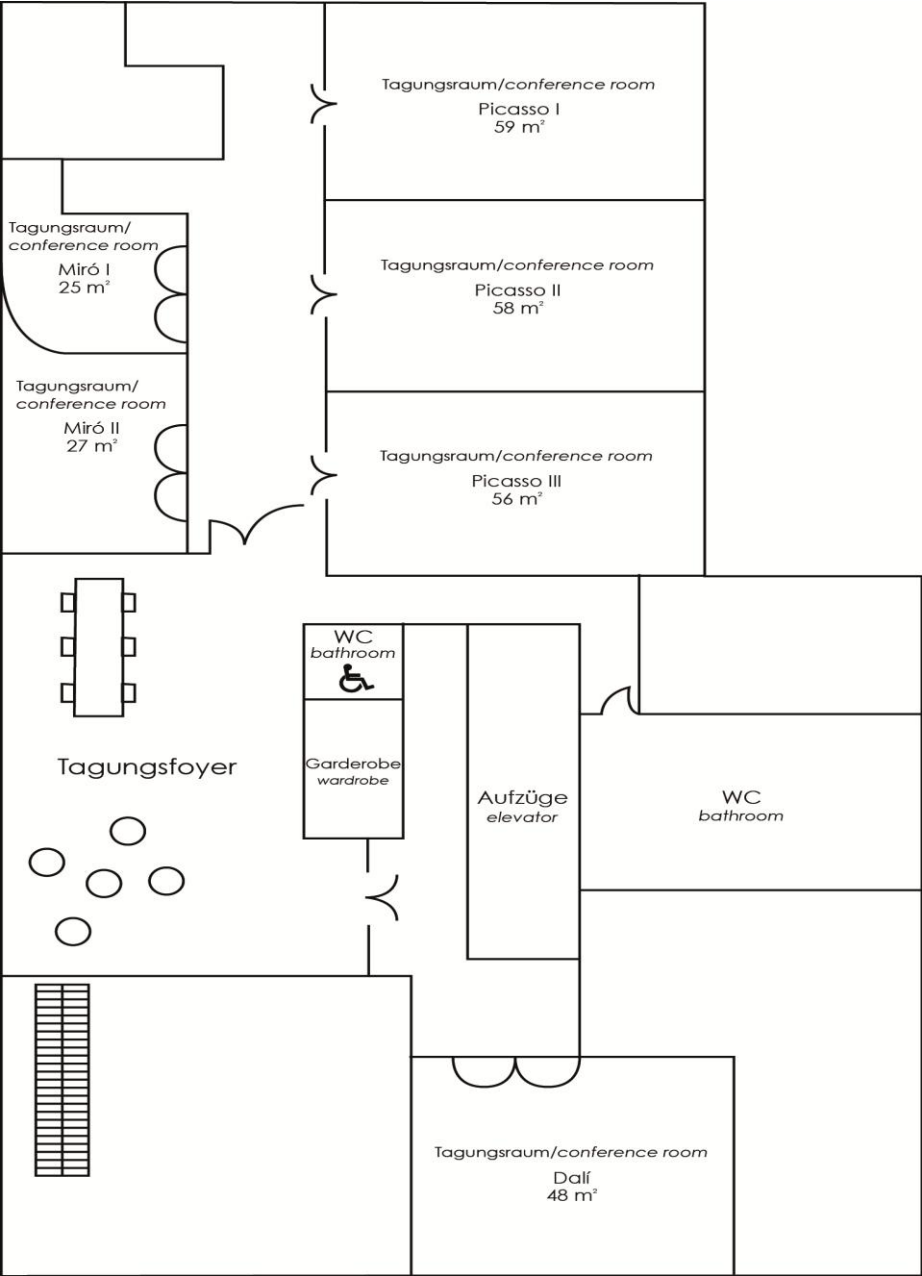 Tagungsraum/conference room
Picasso I
59 m²
Tagungsraum/
conference room
Miró I
25 m²
Tagungsraum/conference room
Picasso II
58 m²
Tagungsraum/
conference room
Miró II
27 m²
Tagungsraum/conference room
Picasso III
56 m²
WC
bathroom
Tagungsfoyer
Garderobe
wardrobe
Aufzüge
elevator
WC
bathroom
Tagungsraum/conference room
Dalí
48 m²